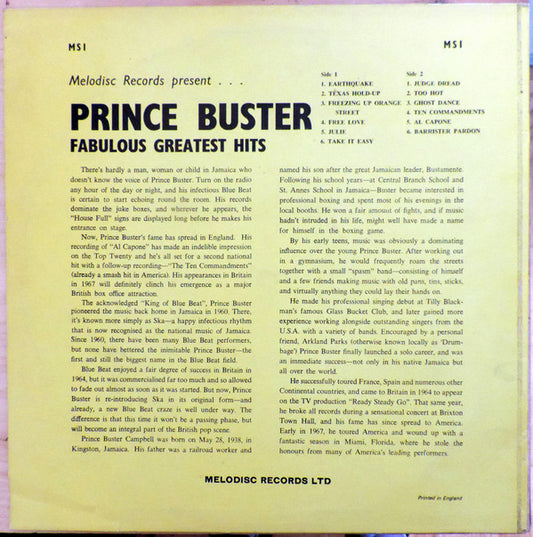 MS1
MS1
Melodisc Records present . . .
PRINCE BUSTER
FABULOUS GREATEST HITS
Side 1
1. EARTHQUAKE
2. TEXAS HOLD-UP
3. FREEZING UP ORANGE
STREET
4. FREE LOVE
5. JULIE
6. TAKE IT EASY
Side 2
1. JUDGE DREAD
2. TOO HOT
3. GHOST DANCE
4. TEN COMMANDMENTS
5. AL CAPONE
6. BARRISTER PARDON
There's hardly a man, woman or child in Jamaica who
doesn't know the voice of Prince Buster. Turn on the radio
any hour of the day or night, and his infectious Blue Beat
is certain to start echoing round the room. His records
dominate the juke boxes, and wherever he appears, the
"House Full" signs are displayed long before he makes his
entrance on stage.
Now, Prince Buster's fame has spread in England. His
recording of "Al Capone" has made an indelible impression
on the Top Twenty and he's all set for a second national
hit with a follow-up recording—"The Ten Commandments"
(already a smash hit in America). His appearances in Britain
in 1967 will definitely clinch his emergence as a major
British box office attraction.
The acknowledged "King of Blue Beat", Prince Buster
pioneered the music back home in Jamaica in 1960. There,
it's known more simply as Ska—a happy infectious rhythm
that is now recognised as the national music of Jamaica.
Since 1960, there have been many Blue Beat performers,
but none have bettered the inimitable Prince Buster—the
first and still the biggest name in the Blue Beat field.
Blue Beat enjoyed a fair degree of success in Britain in
1964, but it was commercialised far too much and so allowed
to fade out almost as soon as it was started. But now, Prince
Buster is re-introducing Ska in its original form—and
already, a new Blue Beat craze is well under way. The
difference is that this time it won't be a passing phase, but
will become an integral part of the British pop scene.
Prince Buster Campbell was born on May 28, 1938, in
Kingston, Jamaica. His father was a railroad worker and
named his son after the great Jamaican leader, Bustamente.
Following his school years—at Central Branch School and
St. Annes School in Jamaica—Buster became interested in
professional boxing and spent most of his evenings in the
local booths. He won a fair amount of fights, and if music
hadn't intruded in his life, might well have made a name
for himself in the boxing game.
By his early teens, music was obviously a dominating
influence over the young Prince Buster. After working out
in a gymnasium, he would frequently roam the streets
together with a small "spasm" band—consisting of himself
and a few friends making music with old pans, tins, sticks,
and virtually anything they could lay their hands on.
He made his professional singing debut at Tilly Black-
man's famous Glass Bucket Club, and later gained more
experience working alongside outstanding singers from the
U.S.A. with a variety of bands. Encouraged by a personal
friend, Arkland Parks (otherwise known locally as 'Drum-
bage') Prince Buster finally launched a solo career, and was
an immediate success—not only in his native Jamaica but
all over the world.
He successfully toured France, Spain and numerous other
Continental countries, and came to Britain in 1964 to appear
on the TV production "Ready Steady Go". That same year,
he broke all records during a sensational concert at Brixton
Town Hall, and his fame has since spread to America.
Early in 1967, he toured America and wound up with a
fantastic season in Miami, Florida, where he stole the
honours from many of America's leading performers.
MELODISC RECORDS LTD
Printed in England